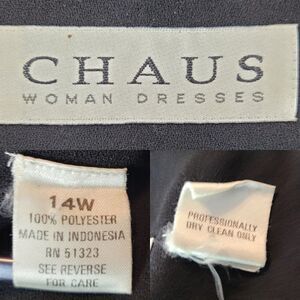 CHAUS
WOMAN DRESSES
14W
100% POLYESTER
MADE IN INDONESIA
RN 51323
SEE REVERSE
FOR CARE
PROFESSIONALLY
DRY CLEAN ONLY